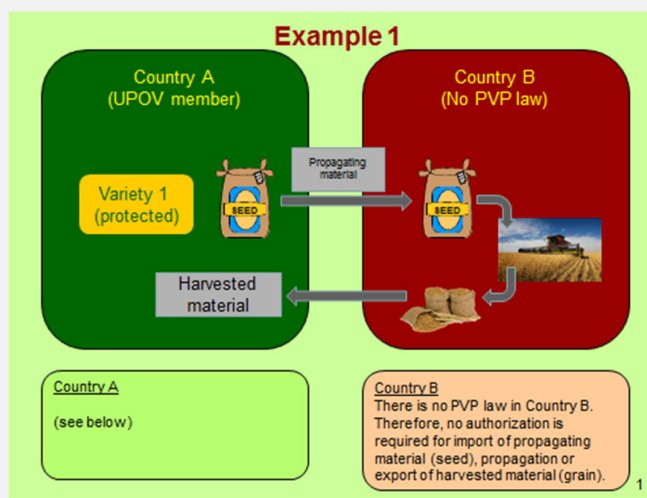 Example 1
Country A
(UPOV member)
Country B
(No PVP law)
Propagating
material
Variety 1
(protected)
SEED
SEED
Harvested
material
Country A
(see below)
Country B
There is no PVP law in Country B.
Therefore, no authorization is
required for import of propagating
material (seed), propagation or
export of harvested material (grain).
1